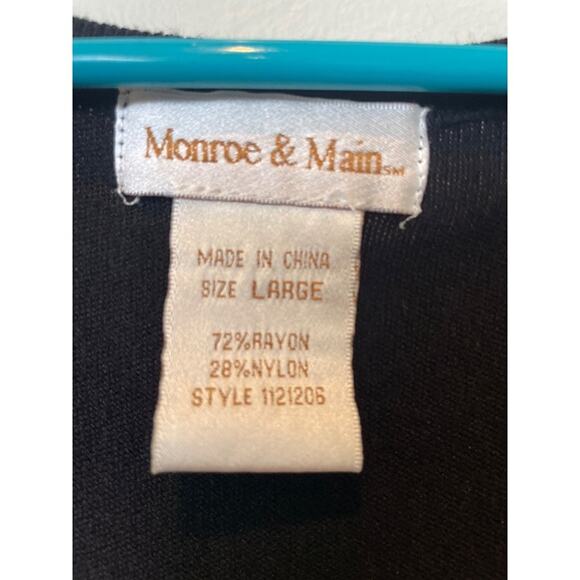 Monroe & Main SM
MADE IN CHINA
SIZE LARGE
72%RAYON
28%NYLON
STYLE 1121206